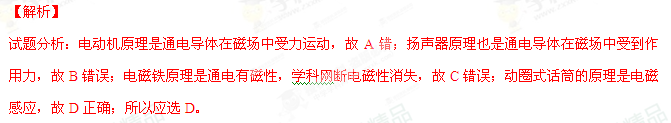 【解析】
试题分析：电动机原理是通电导体在磁场中受力运动，故 A 错；扬声器原理也是通电导体在磁场中受到作
用力，故 B 错误；电磁铁原理是通电有磁性，学科网断电磁性消失，故 C 错误；动圈式话筒的原理是电磁
感应，故 D 正确；所以应选 D。